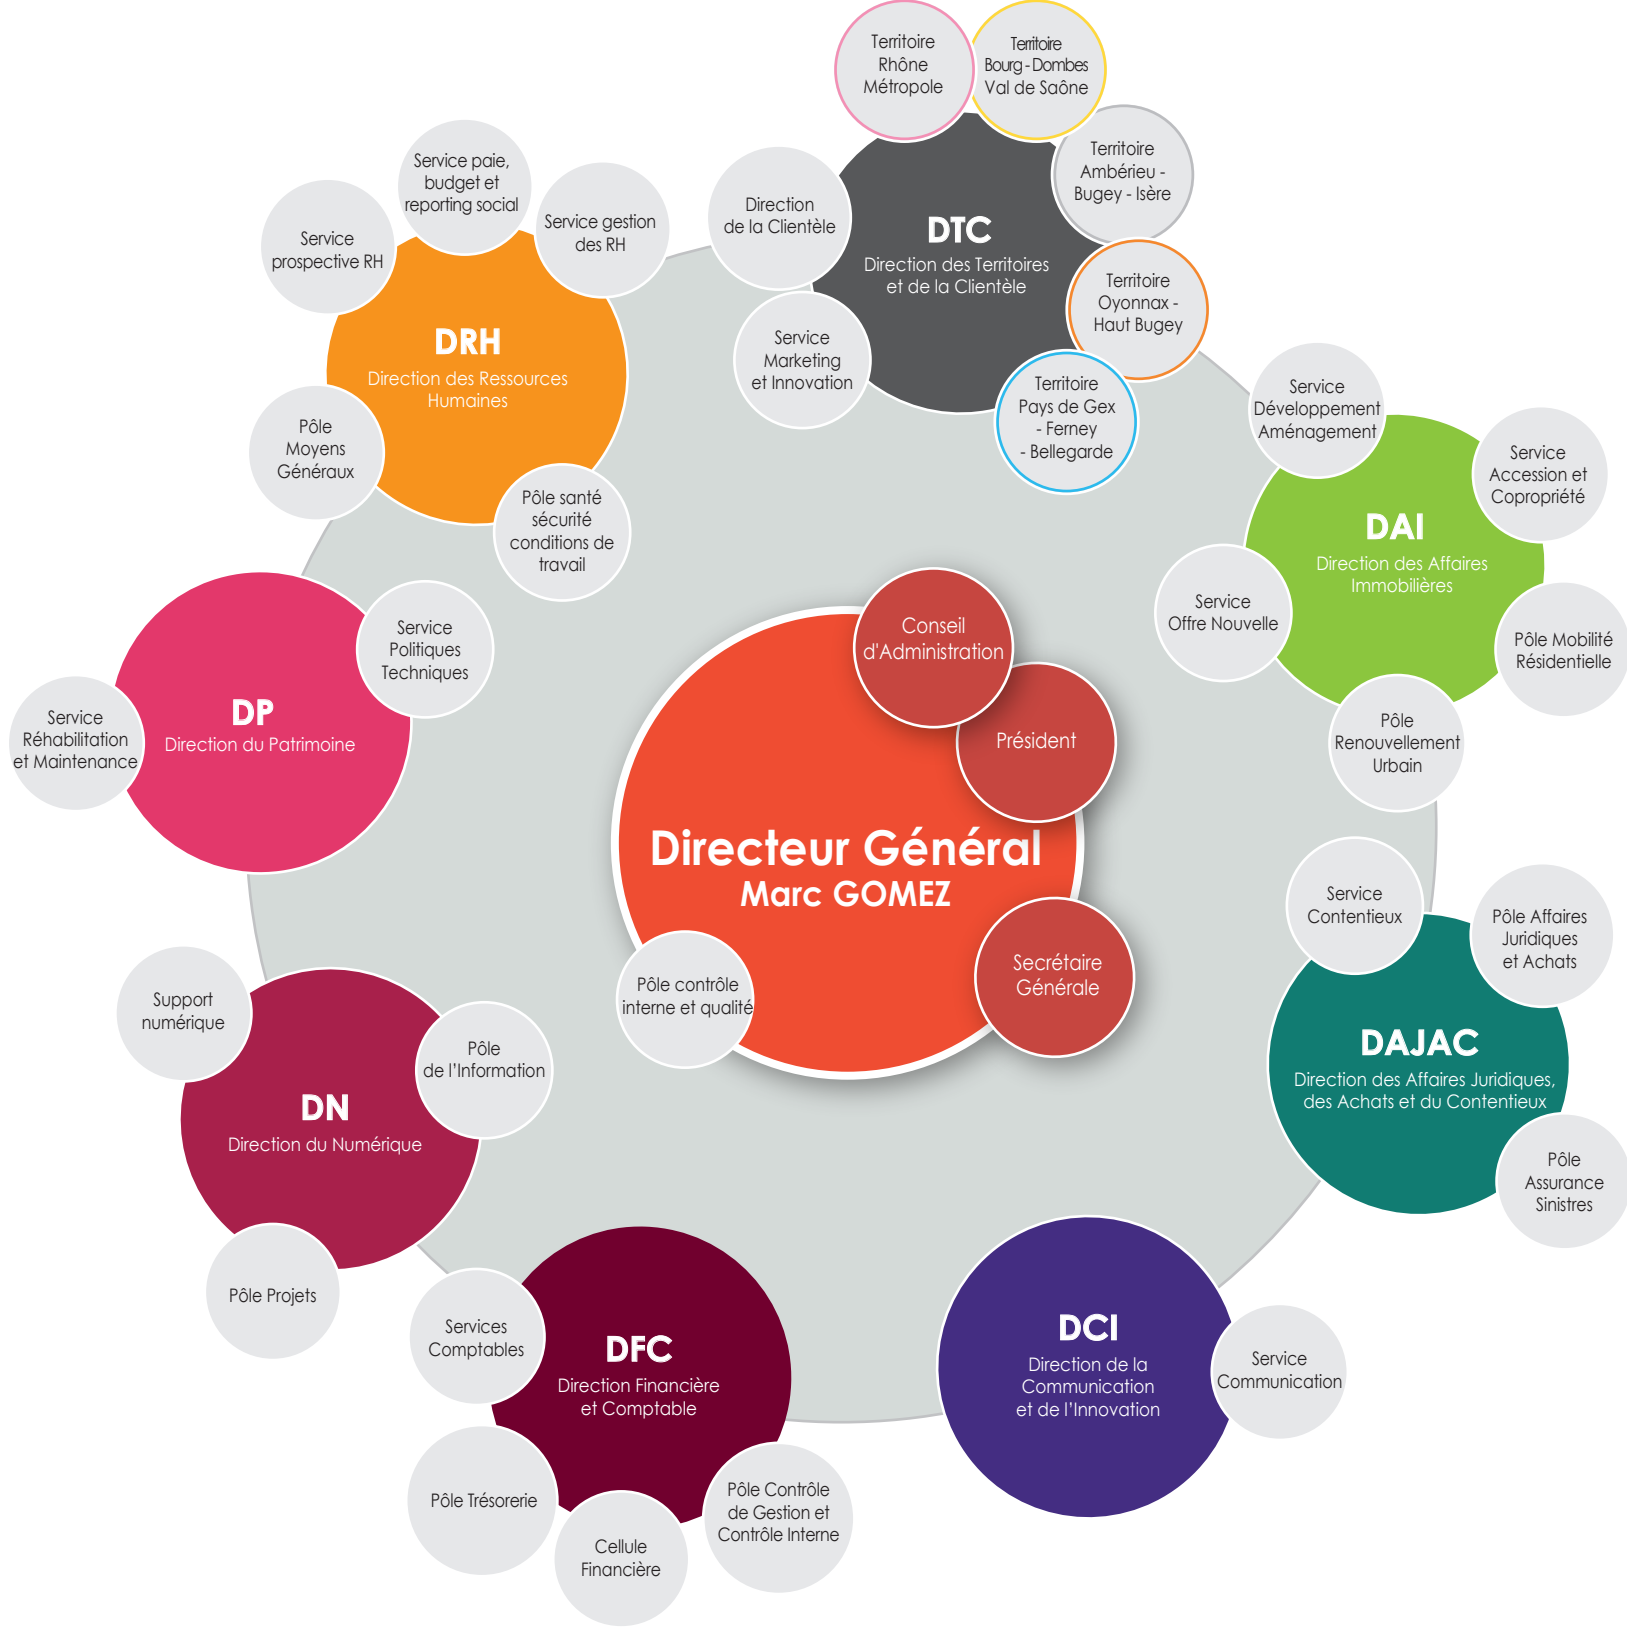 Territoire
Rhône
Métropole
Territoire
Bourg - Dombes
Val de Saône
Territoire
Ambérieu -
Bugey - Isère
Territoire
Oyonnax -
Haut Bugey
Territoire
Pays de Gex
- Ferney
- Bellegarde
Direction
de la Clientèle
Service
Marketing
et Innovation
DTC
Direction des Territoires
et de la Clientèle
Service paie,
budget et
reporting social
Service gestion
des RH
Service
prospective RH
DRH
Direction des Ressources
Humaines
Pôle
Moyens
Généraux
Pôle santé
sécurité
conditions de
travail
Service
Développement
Aménagement
Service
Accession et
Copropriété
DAI
Direction des Affaires
Immobilières
Service
Offre Nouvelle
Pôle Mobilité
Résidentielle
Pôle
Renouvellement
Urbain
Service
Politiques
Techniques
DP
Direction du Patrimoine
Service
Réhabilitation
et Maintenance
Conseil
d'Administration
Président
Directeur Général
Marc GOMEZ
Secrétaire
Générale
Pôle contrôle
interne et qualité
Service
Contentieux
Pôle Affaires
Juridiques
et Achats
DAJAC
Direction des Affaires Juridiques,
des Achats et du Contentieux
Pôle
Assurance
Sinistres
Support
numérique
Pôle
de l'Information
DN
Direction du Numérique
Pôle Projets
Services
Comptables
DFC
Direction Financière
et Comptable
Pôle Trésorerie
Cellule
Financière
Pôle Contrôle
de Gestion et
Contrôle Interne
DCI
Direction de la
Communication
et de l'Innovation
Service
Communication